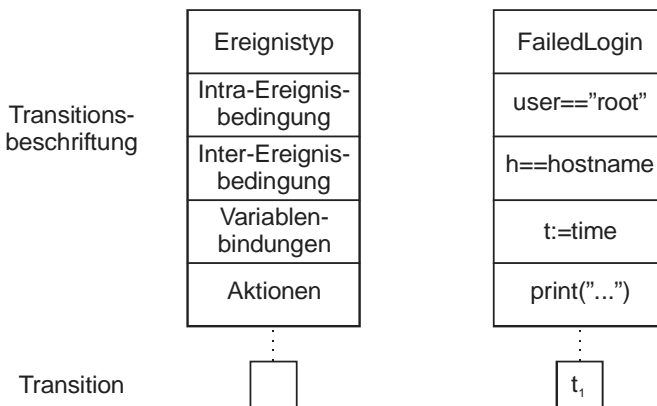 Ereignistyp
FailedLogin
Transitions-
beschriftung
Intra-Ereignis-
bedingung
user==”root”
Inter-Ereignis-
bedingung
h==hostname
Variablen-
bindungen
t:=time
Aktionen
print(”...”)
Transition
t₁